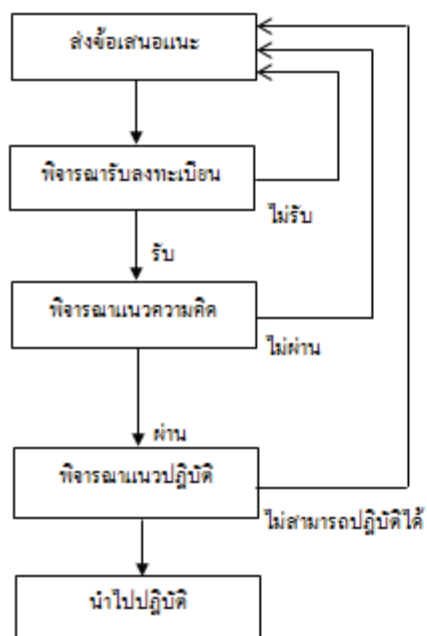 ส่งข้อเสนอแนะ
พิจารณารับลงทะเบียน
ไม่รับ
รับ
พิจารณาแนวความคิด
ไม่ผ่าน
ผ่าน
พิจารณาแนวปฏิบัติ
ไม่สามารถปฏิบัติได้
นำไปปฏิบัติ